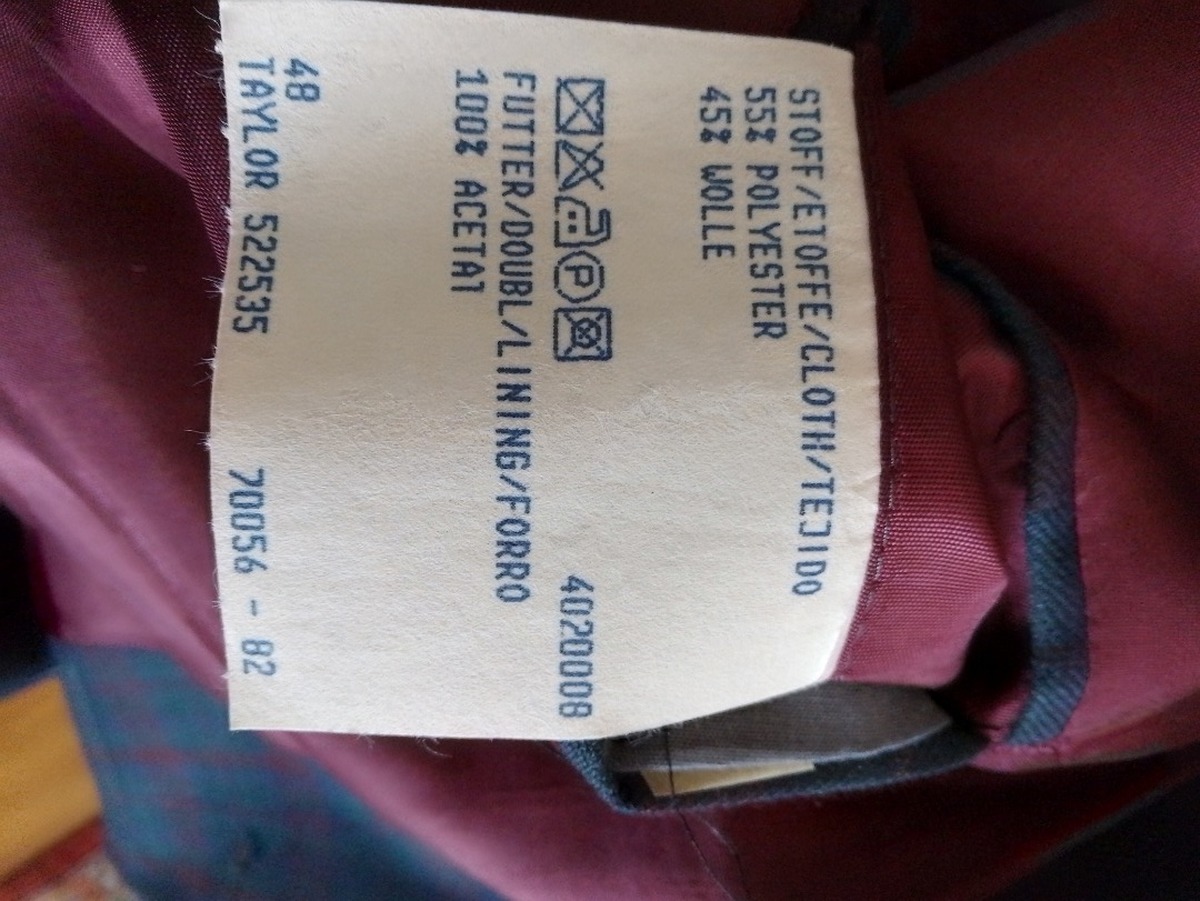 STOFF/ETOFFE/CLOTH/TEJIDO
55% POLYESTER
45% WOLLE
P 4020008
FUTTER/DOUBL/LINING/FORRO
100% ACETAT
48
TAYLOR 522535 70056 - 82